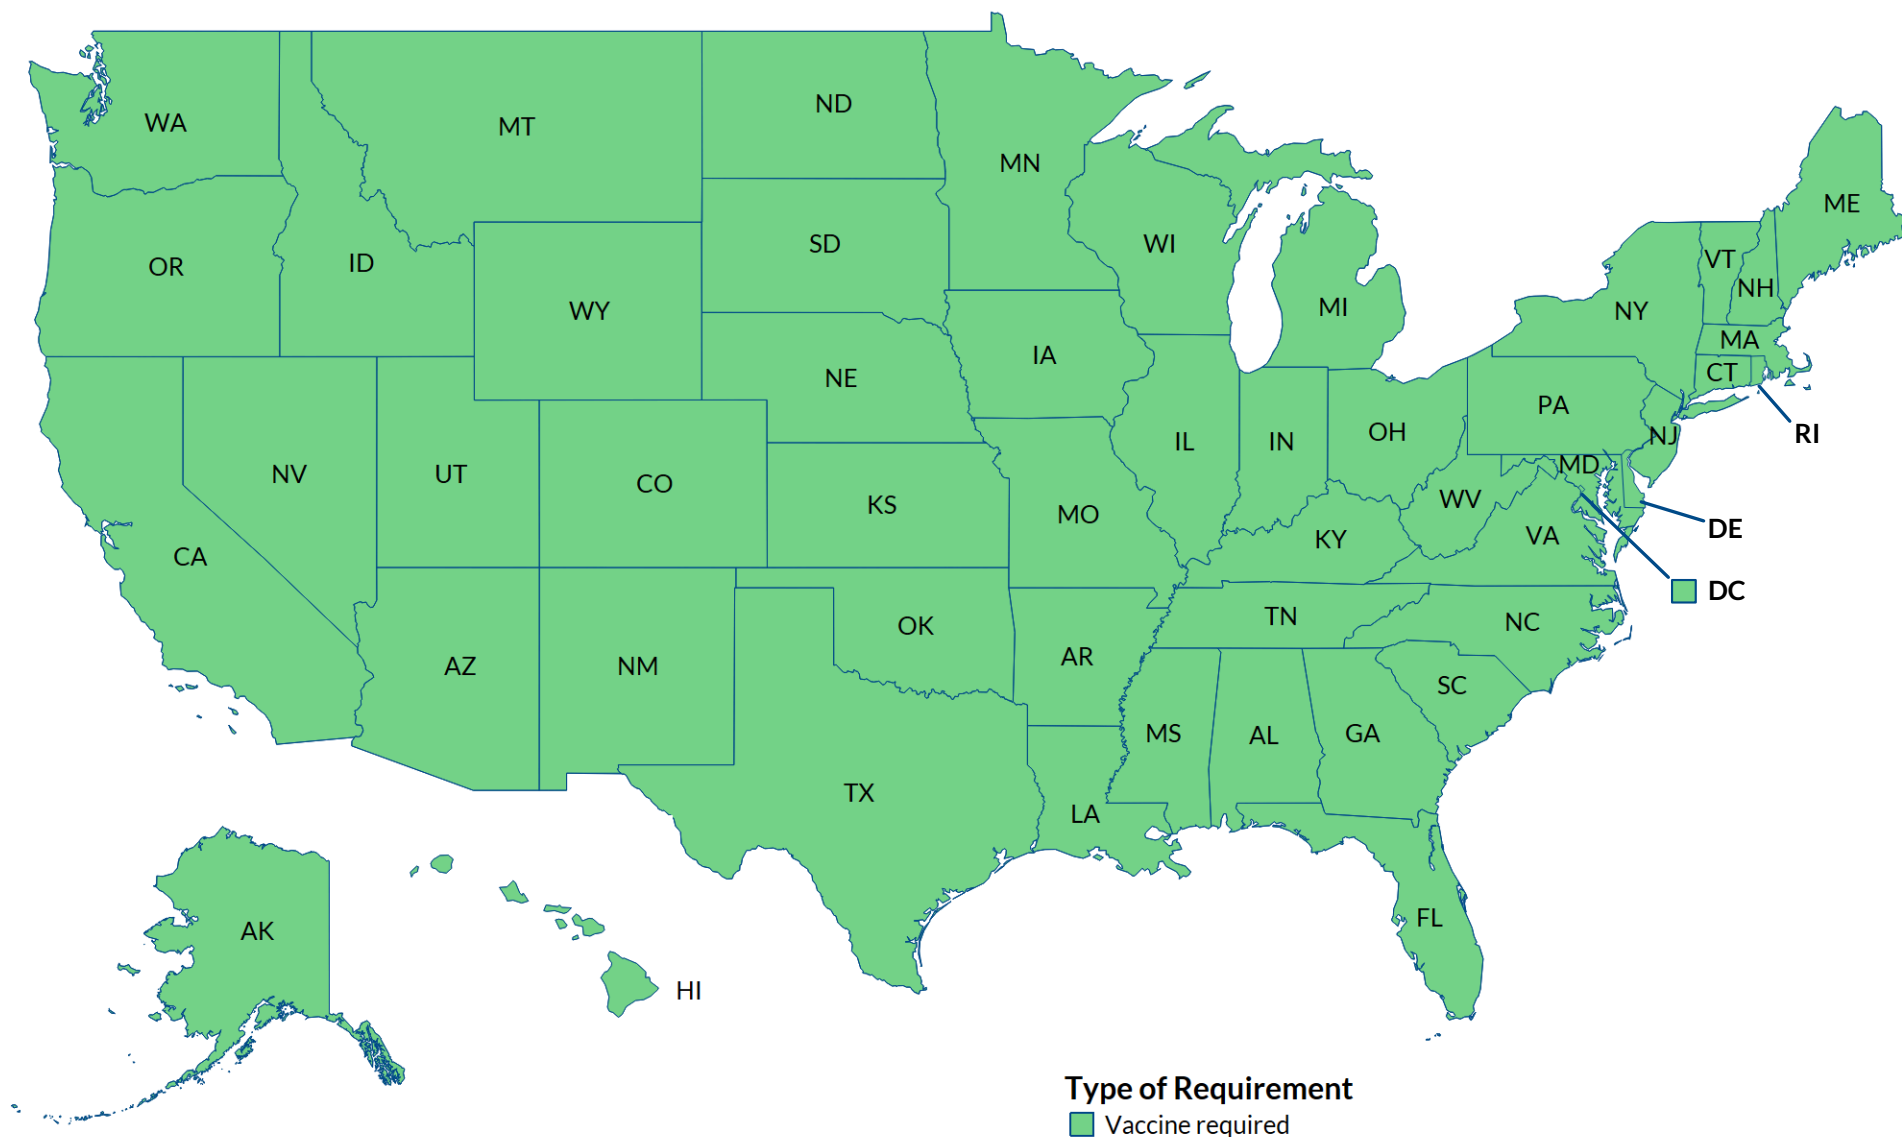 WA
MT
ND
MN
OR
ID
WY
SD
WI
MI
ME
VT
NH
NY
MA
CT
RI
NV
UT
CO
NE
IA
KS
MO
IL
IN
OH
PA
NJ
MD
DE
WV
VA
DC
KY
CA
AZ
NM
OK
AR
TN
NC
SC
TX
LA
MS
AL
GA
FL
AK
HI
Type of Requirement
Vaccine required